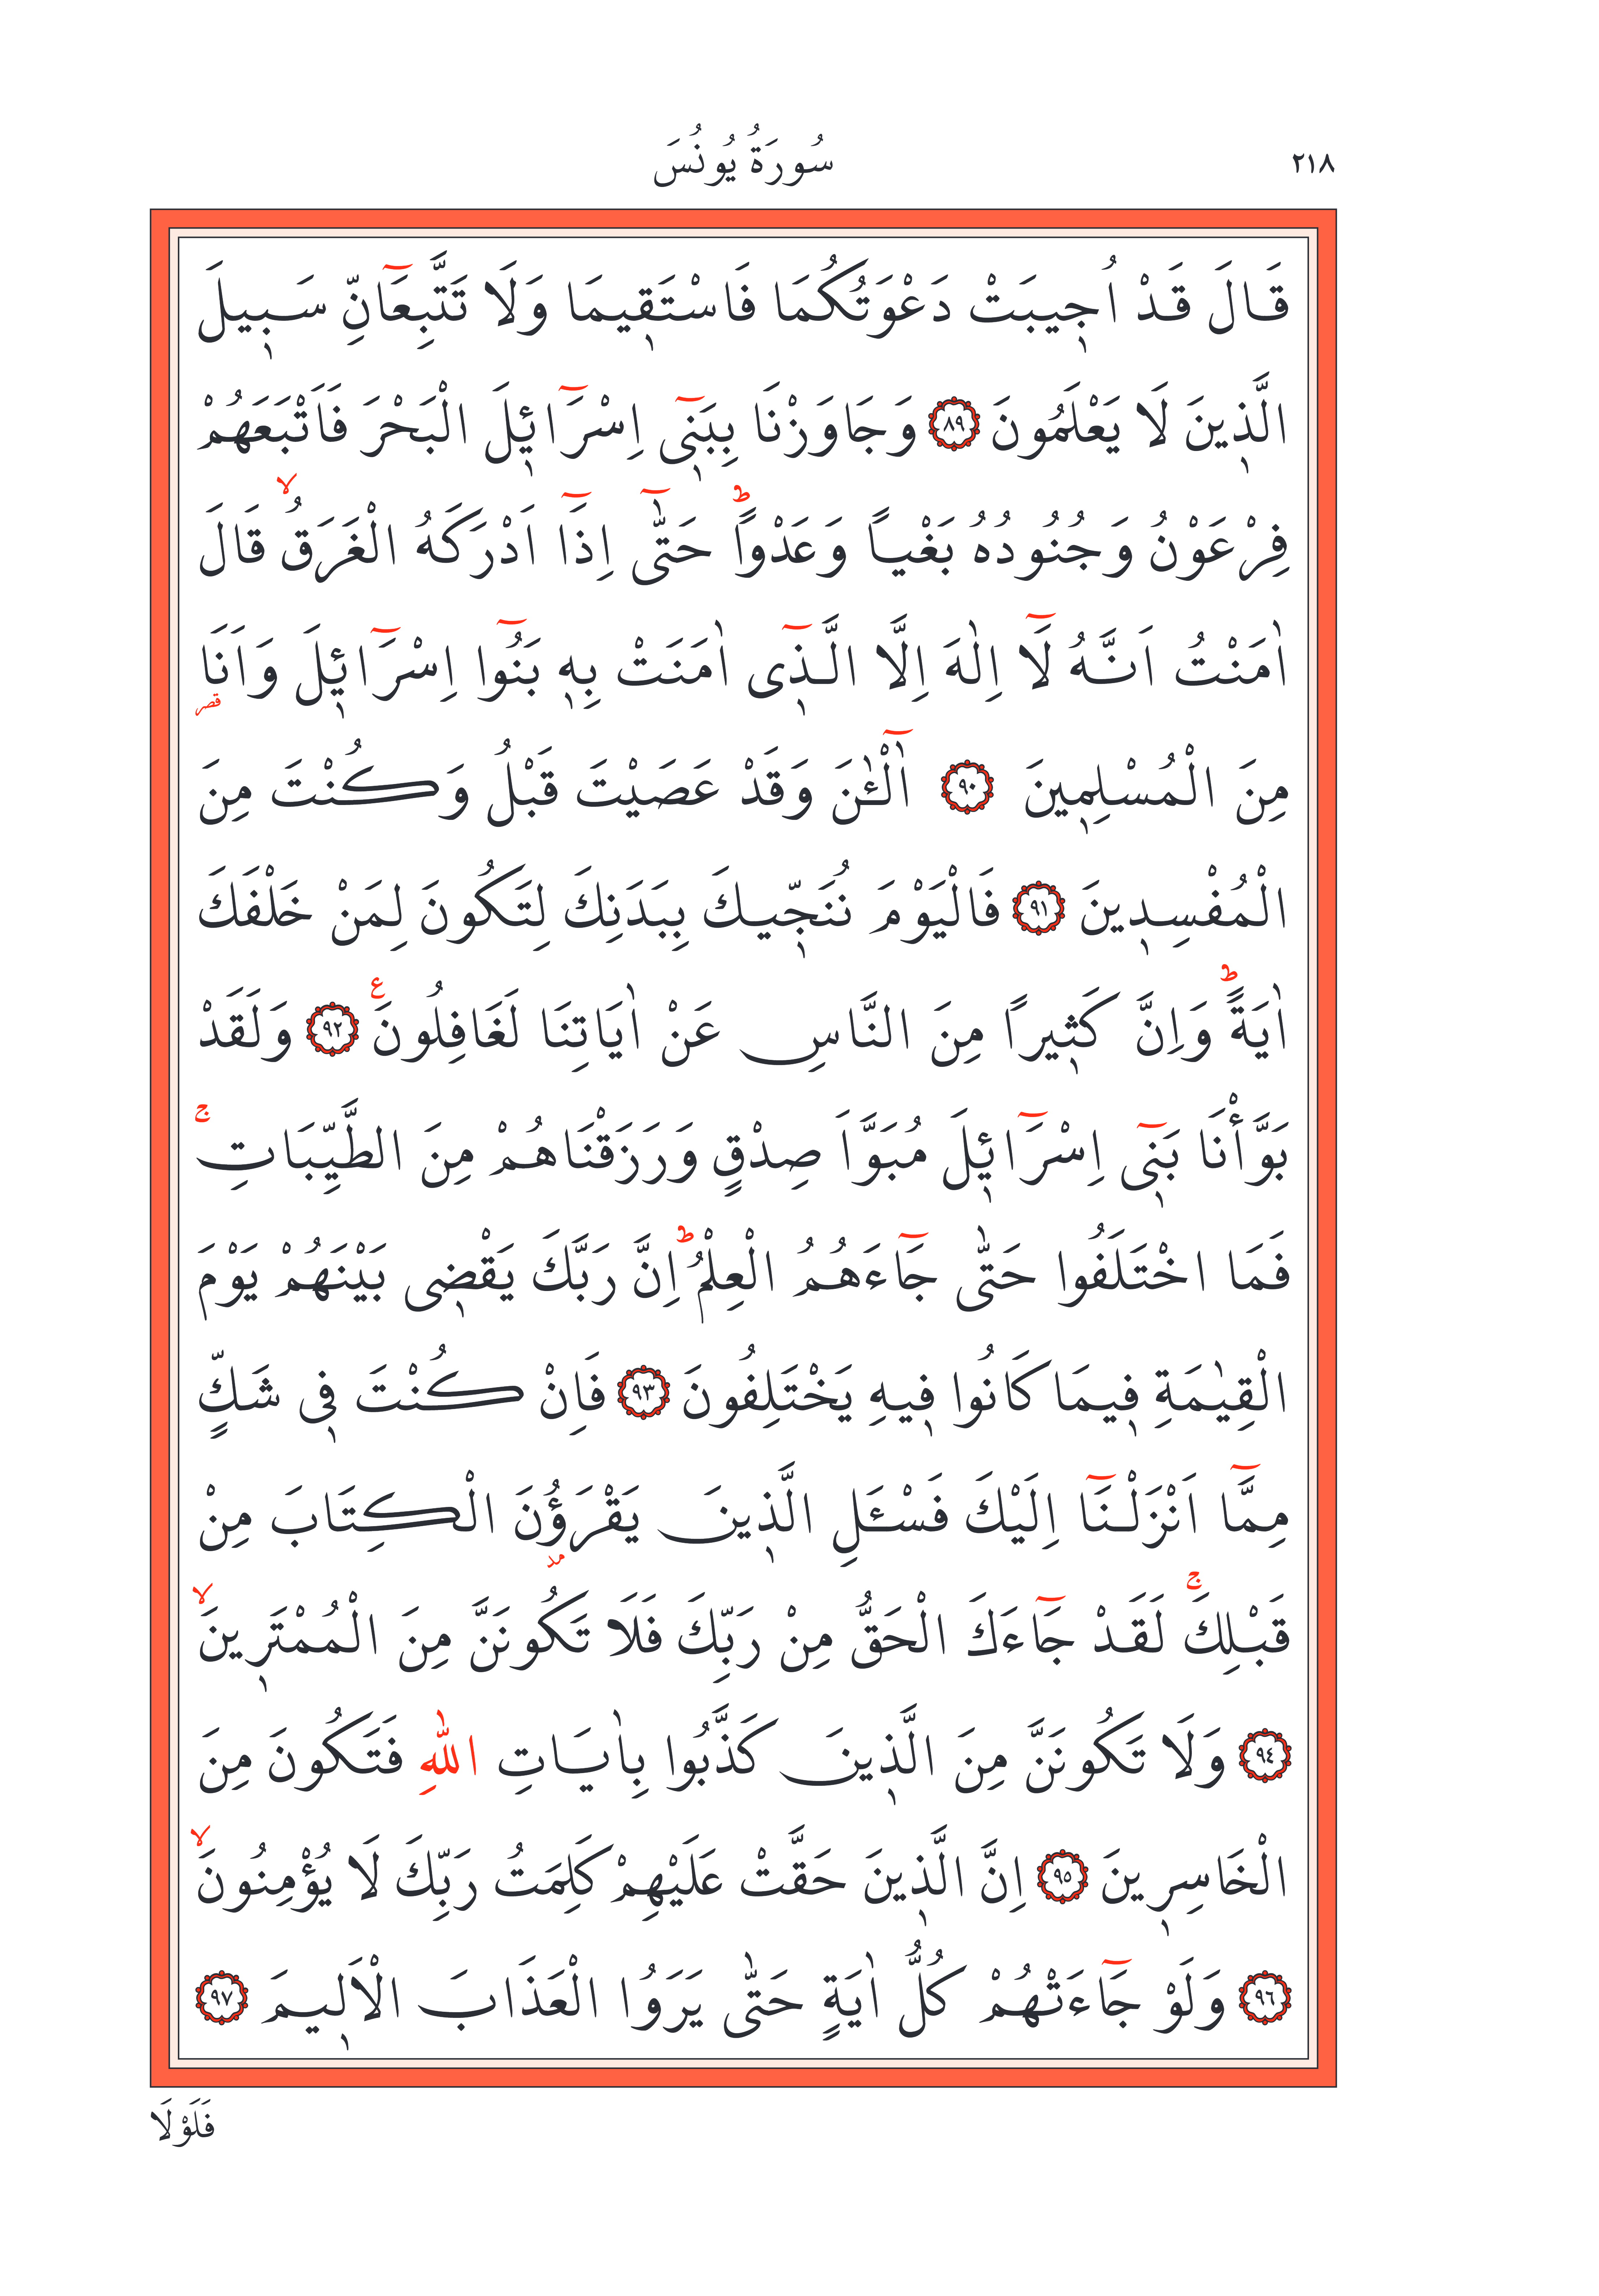 ٢١٨
سُورَةُ يُونُسَ
قَالَ قَدْ اُجٖيبَتْ دَعْوَتُكُمَا فَاسْتَقٖيمَا وَلَا تَتَّبِعَٓانِّ سَبٖيلَ
الَّذٖينَ لَا يَعْلَمُونَ ﴿٨٩﴾ وَجَاوَزْنَا بِبَنٖٓى اِسْرَٓائٖلَ الْبَحْرَ فَاَتْبَعَهُمْ
فِرْعَوْنُ وَجُنُودُهُ بَغْياً وَعَدْواًؕ حَتّٰٓى اِذَٓا اَدْرَكَهُ الْغَرَقُۙ قَالَ
اٰمَنْتُ اَنَّهُ لَٓا اِلٰهَ اِلَّا الَّذٖٓى اٰمَنَتْ بِهٖ بَنُٓوا اِسْرَٓائٖلَ وَاَنَا۬ قصر
مِنَ الْمُسْلِمٖينَ ﴿٩٠﴾ آٰلْـٰٔنَ وَقَدْ عَصَيْتَ قَبْلُ وَكُنْتَ مِنَ
الْمُفْسِدٖينَ ﴿٩١﴾ فَالْيَوْمَ نُنَجّٖيكَ بِبَدَنِكَ لِتَكُونَ لِمَنْ خَلْفَكَ
اٰيَةًؕ وَاِنَّ كَثٖيرًا مِنَ النَّاسِ عَنْ اٰيَاتِنَا لَغَافِلُونَ ع ﴿٩٢﴾ وَلَقَدْ
بَوَّأْنَا بَنٖٓى اِسْرَٓائٖلَ مُبَوَّاَ صِدْقٍ وَرَزَقْنَاهُمْ مِنَ الطَّيِّبَاتِۚ
فَمَا اخْتَلَفُوا حَتّٰى جَٓاءَهُمُ الْعِلْمُؕ اِنَّ رَبَّكَ يَقْضٖى بَيْنَهُمْ يَوْمَ
الْقِيٰمَةِ فٖيمَا كَانُوا فٖيهِ يَخْتَلِفُونَ ﴿٩٣﴾ فَاِنْ كُنْتَ فٖى شَكٍّ
مِمَّٓا اَنْزَلْنَٓا اِلَيْكَ فَسْـَٔلِ الَّذٖينَ يَقْرَؤُنَ مد الْكِتَابَ مِنْ
قَبْلِكَۚ لَقَدْ جَٓاءَكَ الْحَقُّ مِنْ رَبِّكَ فَلَا تَكُونَنَّ مِنَ الْمُمْتَرٖينَۙ
﴿٩٤﴾ وَلَا تَكُونَنَّ مِنَ الَّذٖينَ كَذَّبُوا بِاٰيَاتِ اللّٰهِ فَتَكُونَ مِنَ
الْخَاسِرٖينَ ﴿٩٥﴾ اِنَّ الَّذٖينَ حَقَّتْ عَلَيْهِمْ كَلِمَتُ رَبِّكَ لَا يُؤْمِنُونَۙ
﴿٩٦﴾ وَلَوْ جَٓاءَتْهُمْ كُلُّ اٰيَةٍ حَتّٰى يَرَوُا الْعَذَابَ الْاَلٖيمَ ﴿٩٧﴾
فَلَوْلَا